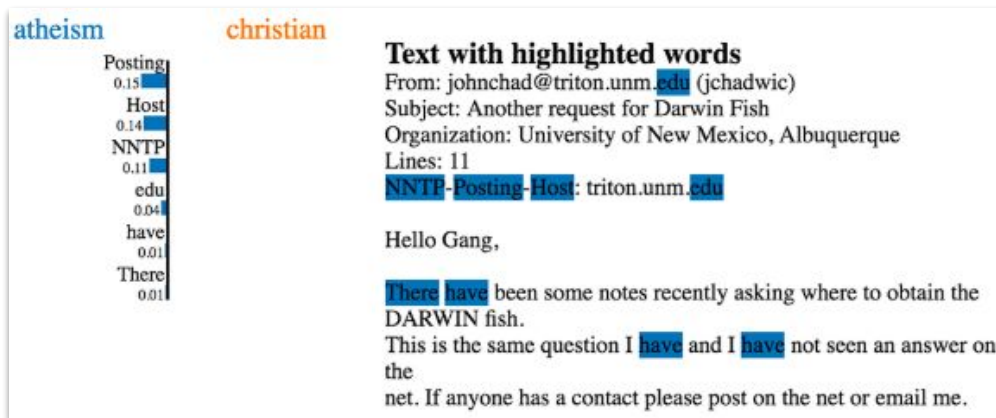 atheism
christian
Posting
0.15
Host
0.14
NNTP
0.11
edu
0.04
have
0.01
There
0.01
Text with highlighted words
From: johnchad@triton.unm.edu (jchadwic)
Subject: Another request for Darwin Fish
Organization: University of New Mexico, Albuquerque
Lines: 11
NNTP-Posting-Host: triton.unm.edu
Hello Gang,
There have been some notes recently asking where to obtain the
DARWIN fish.
This is the same question I have and I have not seen an answer on
the
net. If anyone has a contact please post on the net or email me.